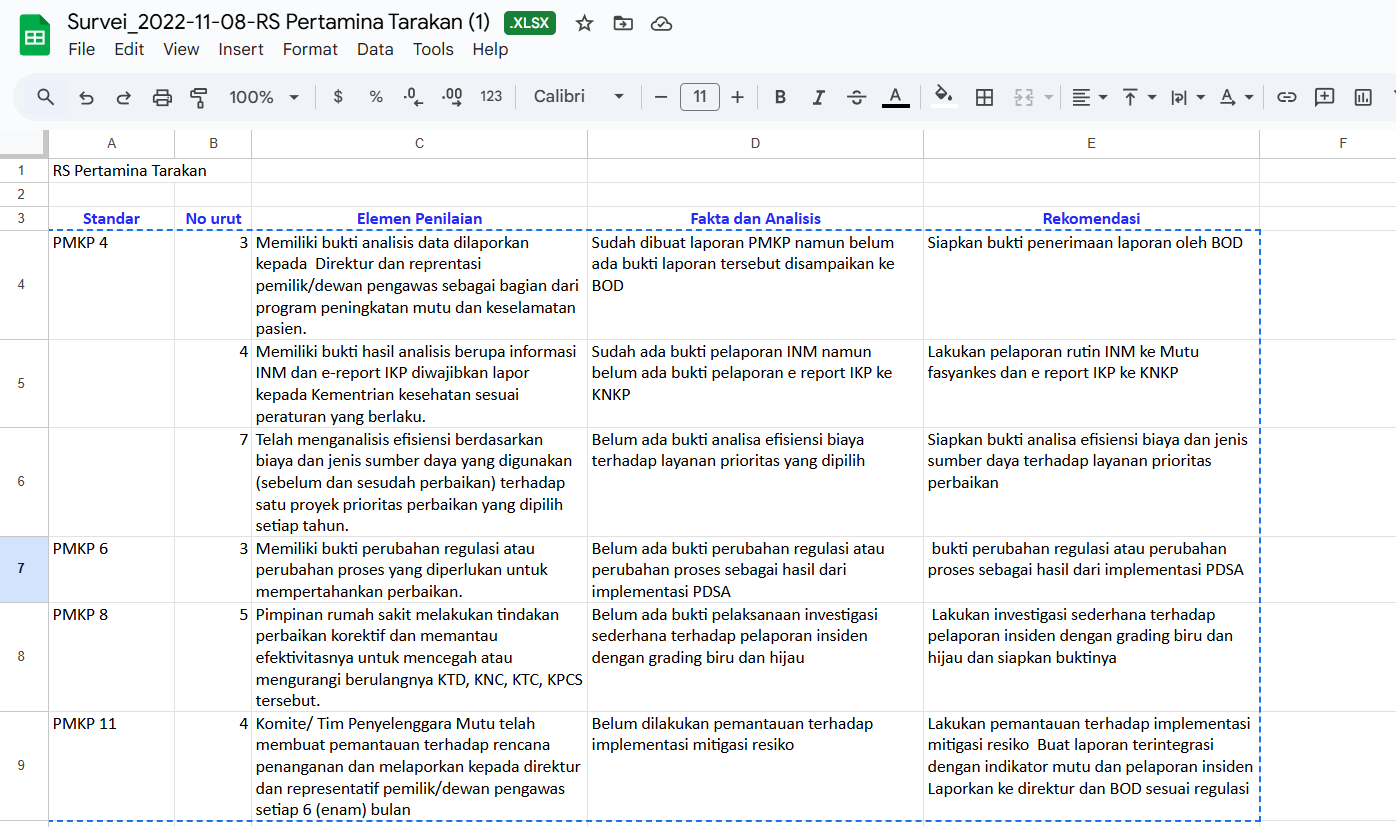 Survei_2022-11-08-RS Pertamina Tarakan (1) .XLSX
File Edit View Insert Format Data Tools Help
100% $ % .0 .00 123 Calibri 11 B I A
A B C D E F
1 RS Pertamina Tarakan
2
3 Standar No urut Elemen Penilaian Fakta dan Analisis Rekomendasi
4
PMKP 4
3
Memiliki bukti analisis data dilaporkan
kepada  Direktur dan reprentasi
pemilik/dewan pengawas sebagai bagian dari
program peningkatan mutu dan keselamatan
pasien.
Sudah dibuat laporan PMKP namun belum
ada bukti laporan tersebut disampaikan ke
BOD
Siapkan bukti penerimaan laporan oleh BOD
5
4
Memiliki bukti hasil analisis berupa informasi
INM dan e-report IKP diwajibkan lapor
kepada Kementrian kesehatan sesuai
peraturan yang berlaku.
Sudah ada bukti pelaporan INM namun
belum ada bukti pelaporan e report IKP ke
KNKP
Lakukan pelaporan rutin INM ke Mutu
fasyankes dan e report IKP ke KNKP
6
7
Telah menganalisis efisiensi berdasarkan
biaya dan jenis sumber daya yang digunakan
(sebelum dan sesudah perbaikan) terhadap
satu proyek prioritas perbaikan yang dipilih
setiap tahun.
Belum ada bukti analisa efisiensi biaya
terhadap layanan prioritas yang dipilih
Siapkan bukti analisa efisiensi biaya dan jenis
sumber daya terhadap layanan prioritas
perbaikan
7
PMKP 6
3
Memiliki bukti perubahan regulasi atau
perubahan proses yang diperlukan untuk
mempertahankan perbaikan.
Belum ada bukti perubahan regulasi atau
perubahan proses sebagai hasil dari
implementasi PDSA
bukti perubahan regulasi atau perubahan
proses sebagai hasil dari implementasi PDSA
8
PMKP 8
5
Pimpinan rumah sakit melakukan tindakan
perbaikan korektif dan memantau
efektivitasnya untuk mencegah atau
mengurangi berulangnya KTD, KNC, KTC, KPCS
tersebut.
Belum ada bukti pelaksanaan investigasi
sederhana terhadap pelaporan insiden
dengan grading biru dan hijau
Lakukan investigasi sederhana terhadap
pelaporan insiden dengan grading biru dan
hijau dan siapkan buktinya
9
PMKP 11
4
Komite/ Tim Penyelenggara Mutu telah
membuat pemantauan terhadap rencana
penanganan dan melaporkan kepada direktur
dan representatif pemilik/dewan pengawas
setiap 6 (enam) bulan
Belum dilakukan pemantauan terhadap
implementasi mitigasi resiko
Lakukan pemantauan terhadap implementasi
mitigasi resiko  Buat laporan terintegrasi
dengan indikator mutu dan pelaporan insiden
Laporkan ke direktur dan BOD sesuai regulasi